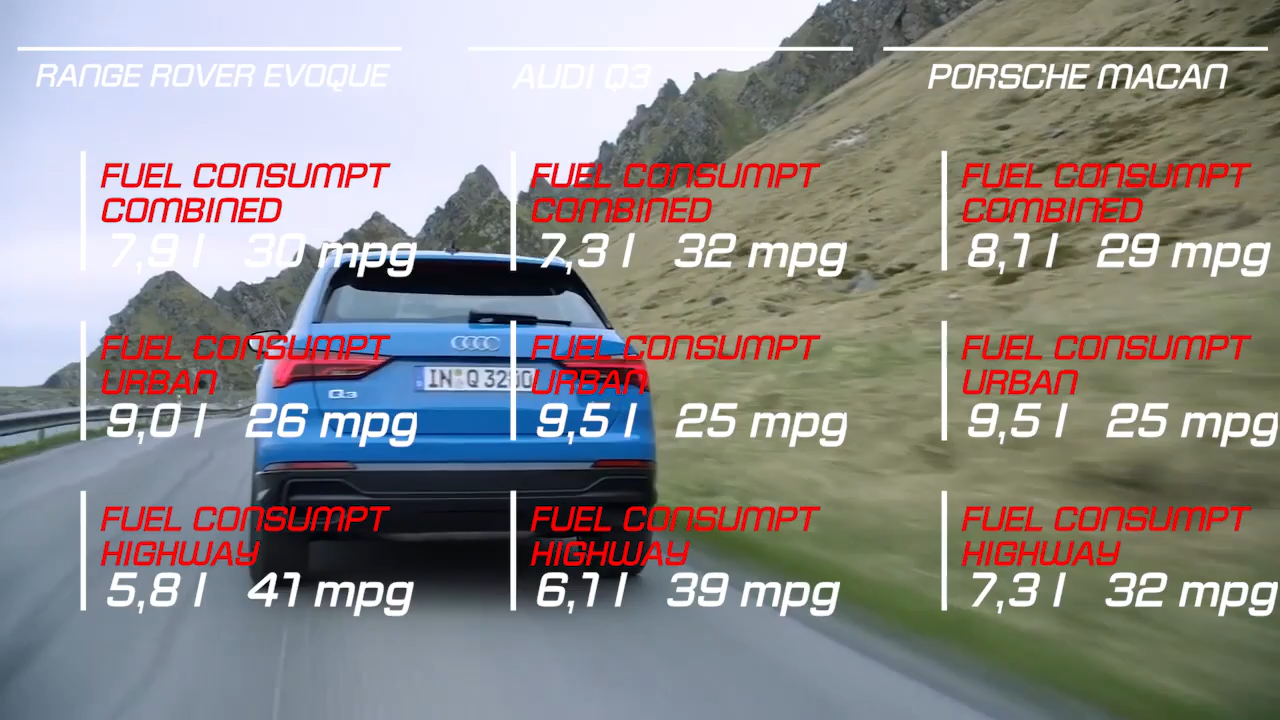 RANGE ROVER EVOQUE
AUDI Q3
PORSCHE MACAN
FUEL CONSUMPT
COMBINED
7,9 l 30 mpg
FUEL CONSUMPT
COMBINED
7,3 l 32 mpg
FUEL CONSUMPT
COMBINED
8,1 l 29 mpg
FUEL CONSUMPT
URBAN
9,0 l 26 mpg
FUEL CONSUMPT
URBAN
9,5 l 25 mpg
FUEL CONSUMPT
URBAN
9,5 l 25 mpg
IN Q 3200
Q3
FUEL CONSUMPT
HIGHWAY
5,8 l 41 mpg
FUEL CONSUMPT
HIGHWAY
6,1 l 39 mpg
FUEL CONSUMPT
HIGHWAY
7,3 l 32 mpg